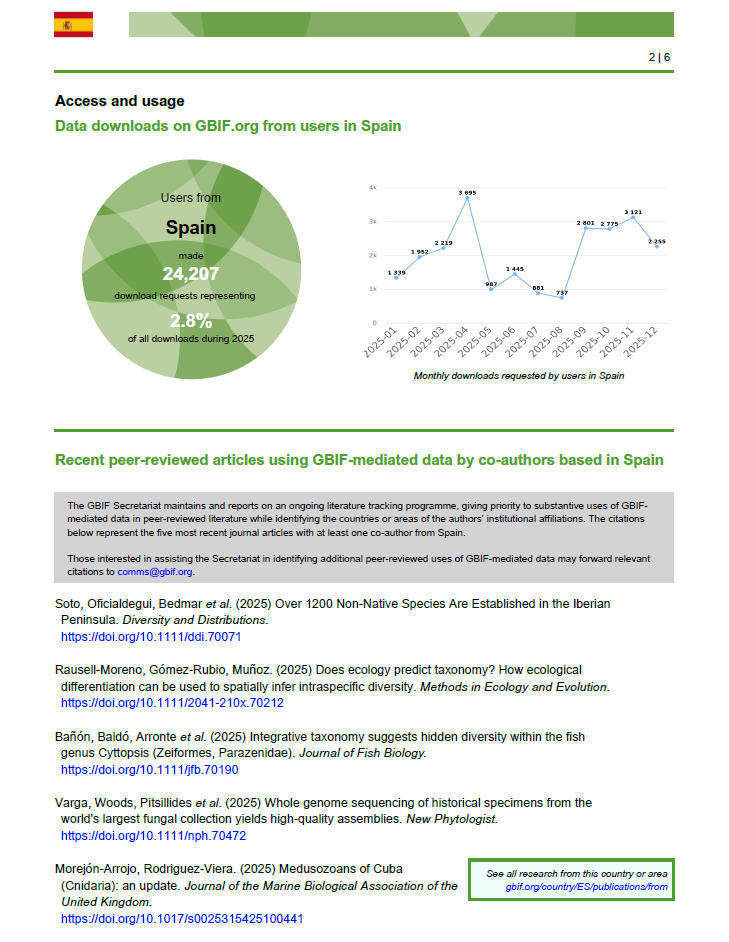 2 | 6
Access and usage
Data downloads on GBIF.org from users in Spain
Users from
Spain
made
24,207
download requests representing
2.8%
of all downloads during 2025
4k
3k
2k
1k
0
1 339
1 952
2 219
3 695
987
1 445
881
737
2 801
2 775
3 121
2 255
2025-01
2025-02
2025-03
2025-04
2025-05
2025-06
2025-07
2025-08
2025-09
2025-10
2025-11
2025-12
Monthly downloads requested by users in Spain
Recent peer-reviewed articles using GBIF-mediated data by co-authors based in Spain
The GBIF Secretariat maintains and reports on an ongoing literature tracking programme, giving priority to substantive uses of GBIF-
mediated data in peer-reviewed literature while identifying the countries or areas of the authors' institutional affiliations. The citations
below represent the five most recent journal articles with at least one co-author from Spain.
Those interested in assisting the Secretariat in identifying additional peer-reviewed uses of GBIF-mediated data may forward relevant
citations to comms@gbif.org.
Soto, Oficialdegui, Bedmar et al. (2025) Over 1200 Non-Native Species Are Established in the Iberian
Peninsula. Diversity and Distributions.
https://doi.org/10.1111/ddi.70071
Rausell-Moreno, Gómez-Rubio, Muñoz. (2025) Does ecology predict taxonomy? How ecological
differentiation can be used to spatially infer intraspecific diversity. Methods in Ecology and Evolution.
https://doi.org/10.1111/2041-210x.70212
Bañón, Baldó, Arronte et al. (2025) Integrative taxonomy suggests hidden diversity within the fish
genus Cyttopsis (Zeiformes, Parazenidae). Journal of Fish Biology.
https://doi.org/10.1111/jfb.70190
Varga, Woods, Pitsillides et al. (2025) Whole genome sequencing of historical specimens from the
world's largest fungal collection yields high-quality assemblies. New Phytologist.
https://doi.org/10.1111/nph.70472
Morejón-Arrojo, Rodriguez-Viera. (2025) Medusozoans of Cuba
(Cnidaria): an update. Journal of the Marine Biological Association of the
United Kingdom.
https://doi.org/10.1017/s0025315425100441
See all research from this country or area
gbif.org/country/ES/publications/from